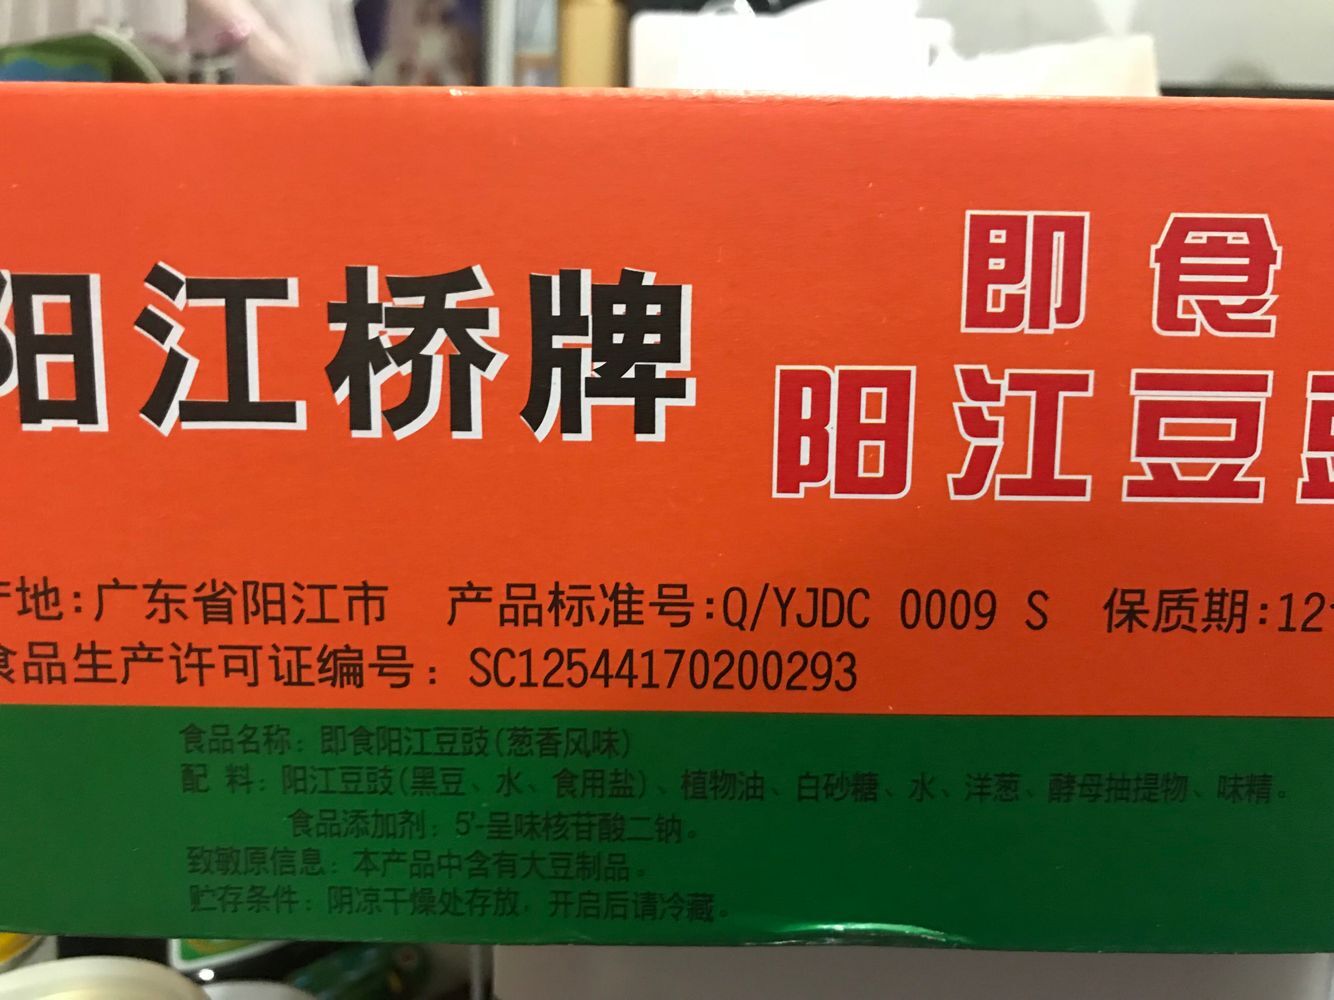 阳江桥牌
即食
阳江豆豉
产地:广东省阳江市 产品标准号:Q/YJDC 0009 S 保质期:12
食品生产许可证编号: SC12544170200293
食品名称: 即食阳江豆豉(葱香风味)
配 料: 阳江豆豉(黑豆、水、食用盐)、植物油、白砂糖、水、洋葱、酵母抽提物、味精。
食品添加剂: 5'-呈味核苷酸二钠。
致敏原信息: 本产品中含有大豆制品。
贮存条件: 阴凉干燥处存放, 开启后请冷藏。